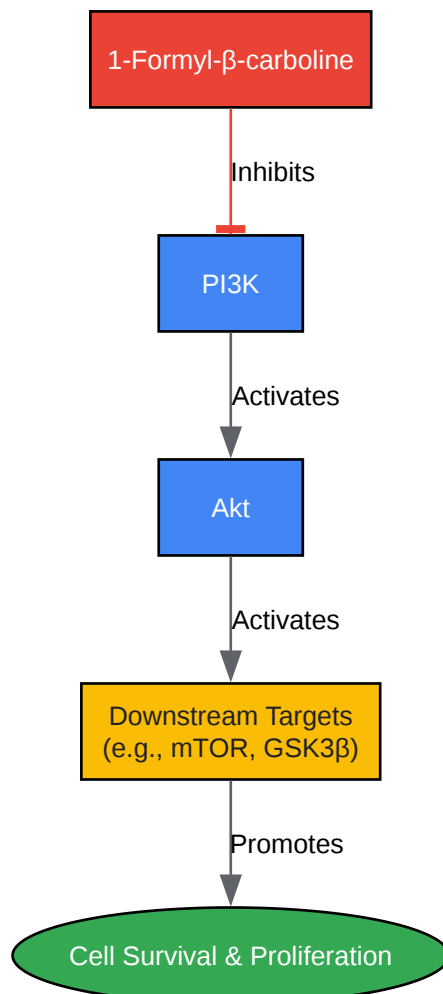 1-Formyl-β-carboline
Inhibits
PI3K
Activates
Akt
Activates
Downstream Targets
(e.g., mTOR, GSK3β)
Promotes
Cell Survival & Proliferation